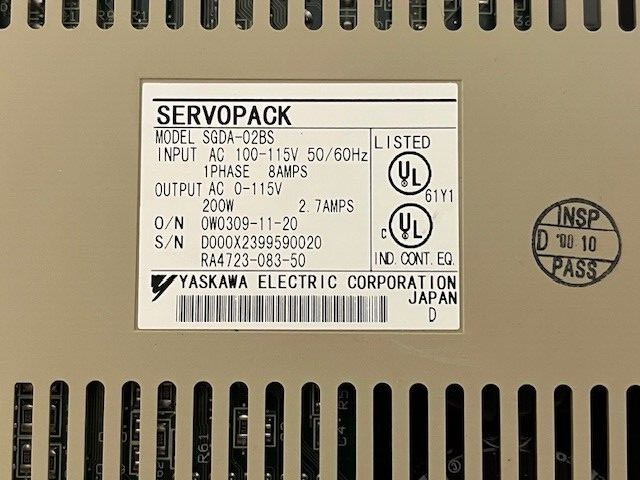 SERVOPACK
MODEL SGDA-02BS
INPUT AC 100-115V 50/60Hz
1PHASE 8AMPS
OUTPUT AC 0-115V
200W 2.7AMPS
O/N 0W0309-11-20
S/N D000X2399590020
RA4723-083-50
LISTED
UL
61Y1
c UL
IND. CONT. EQ.
YASKAWA ELECTRIC CORPORATION
JAPAN
D
INSP
D '00 10
PASS
R61